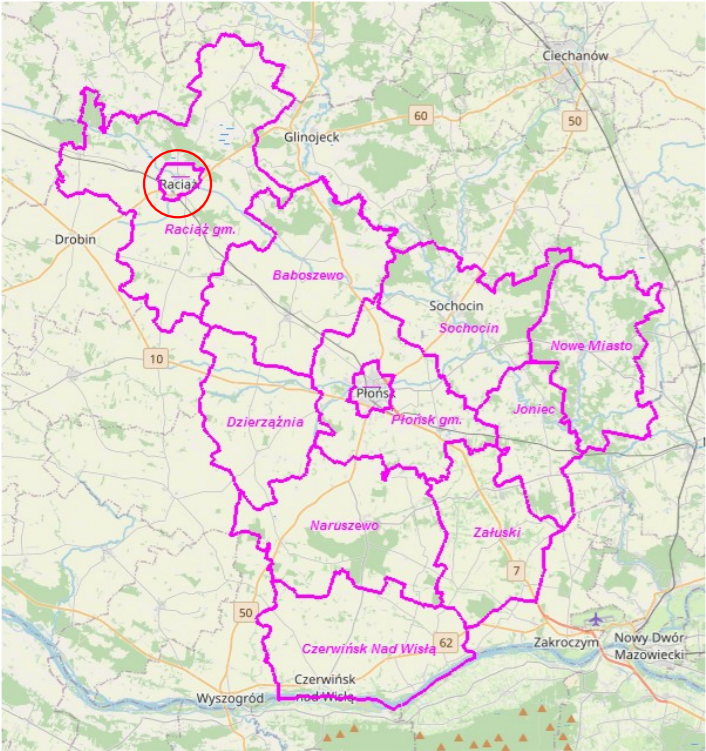 Ciechanów
60
50
Glinojeck
Raciąż
Raciąż gm.
Drobin
Baboszewo
Sochocin
Sochocin
Nowe Miasto
10
Płońsk
Dzierzążnia
Joniec
Płońsk gm.
Naruszewo
Załuski
7
50
62
Czerwińsk Nad Wisłą
Zakroczym
Nowy Dwór
Mazowiecki
Czerwińsk
nad Wisłą
Wyszogród